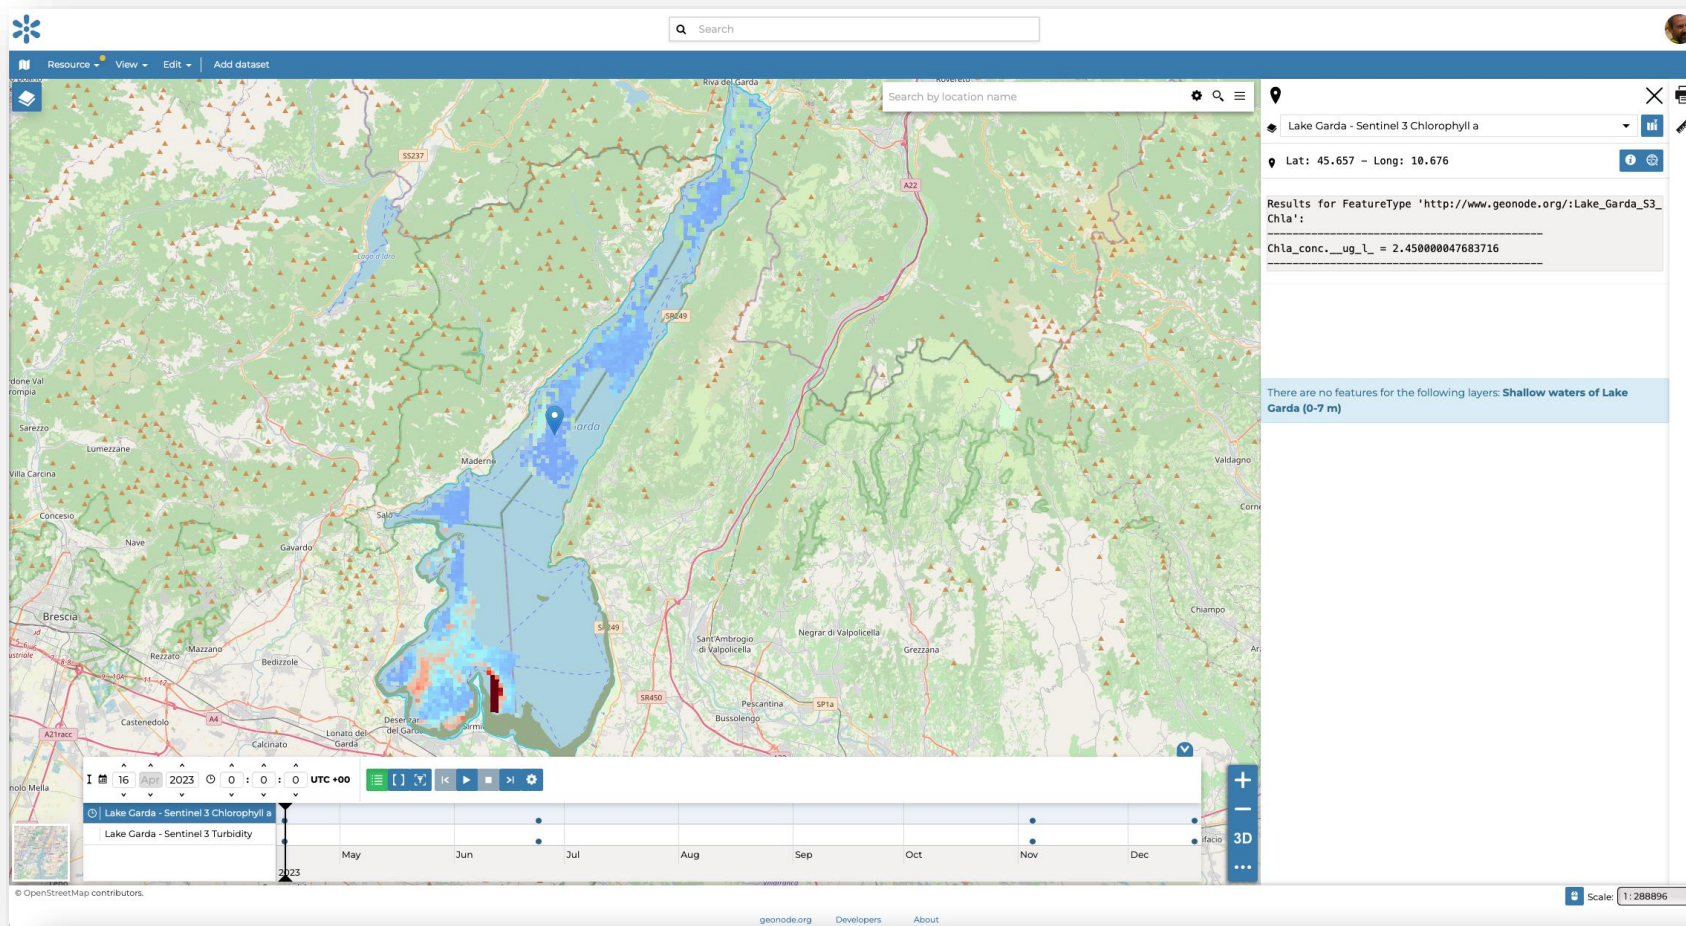 Search
Resource View Edit Add dataset
Riva del Garda
Search by location name
SS237
A22
Lago d'Idro
SR249
Sarezzo
Lumezzane
arda
Villa Carcina
Maderno
Valdagno
Concesio
Salò
Nave
Gavardo
Brescia
Chiampo
SR249
Sant'Ambrogio
di Valpolicella
Negrar di Valpolicella
Mazzano
Rezzato
Bedizzole
Grezzana
SR450
Pescantina
SP1a
Castenedolo
A4
Lonato del
Garda
Desenzan
del Garda
Sirmi
Bussolengo
A21racc
Calcinato
Lake Garda - Sentinel 3 Chlorophyll a
Lat: 45.657 - Long: 10.676
Results for FeatureType 'http://www.geonode.org/:Lake_Garda_S3_
Chla':
--------------------------------------------
Chla_conc.__ug_l_ = 2.450000047683716
--------------------------------------------
There are no features for the following layers: Shallow waters of Lake
Garda (0-7 m)
16 Apr 2023 0 : 0 : 0 UTC +00
Lake Garda - Sentinel 3 Chlorophyll a
Lake Garda - Sentinel 3 Turbidity
May Jun Jul Aug Sep Oct Nov Dec
2023
3D
© OpenStreetMap contributors.
Scale: 1 : 288896
geonode.org Developers About